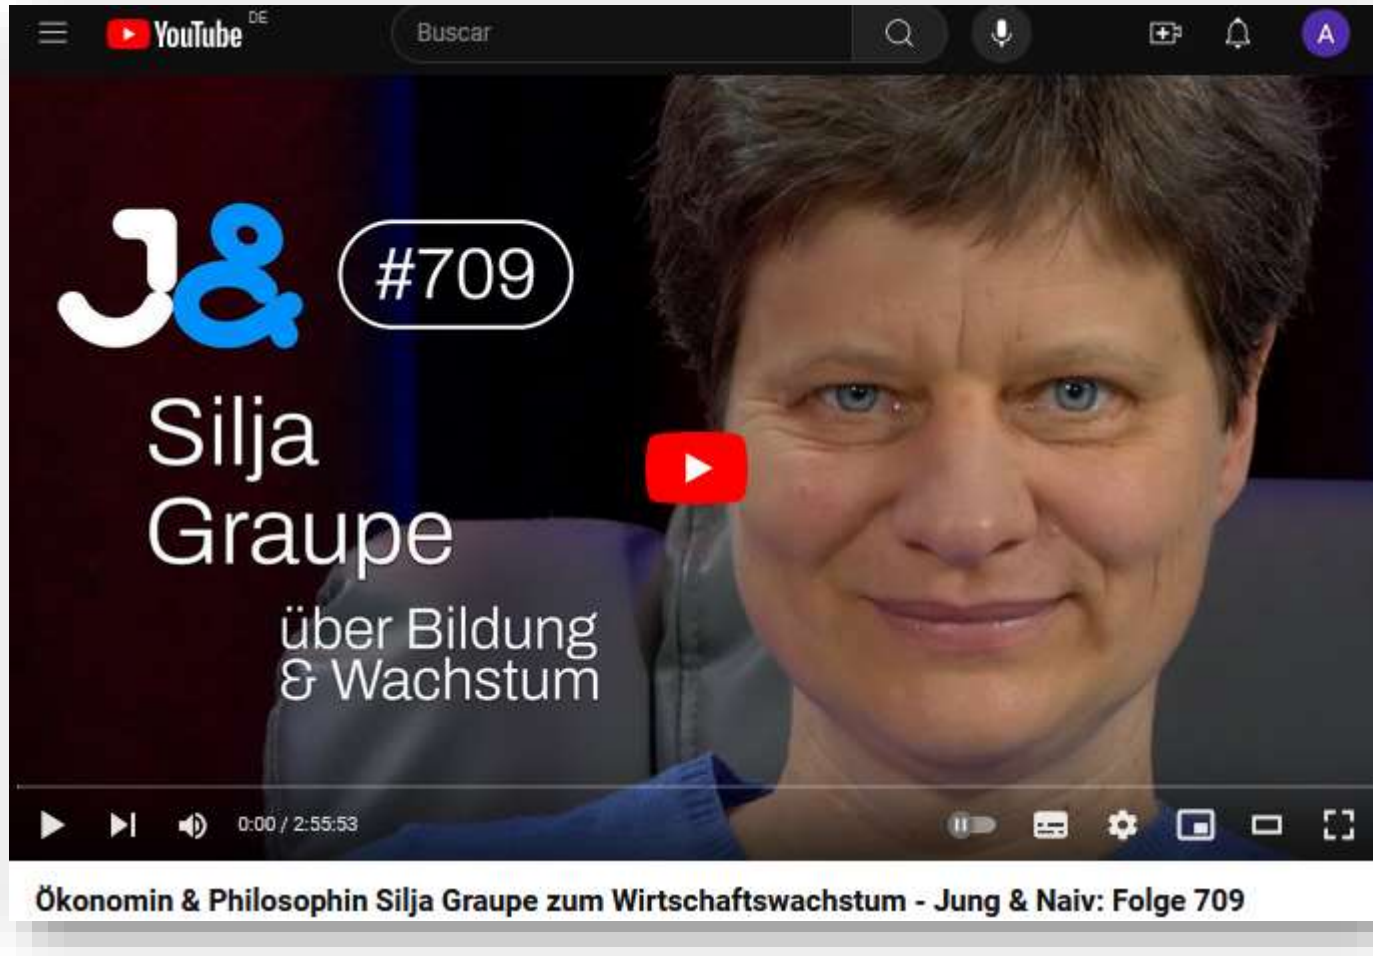 YouTube DE
Buscar
A
J&
#709
Silja
Graupe
über Bildung
& Wachstum
0:00 / 2:55:53
Ökonomin & Philosophin Silja Graupe zum Wirtschaftswachstum - Jung & Naiv: Folge 709